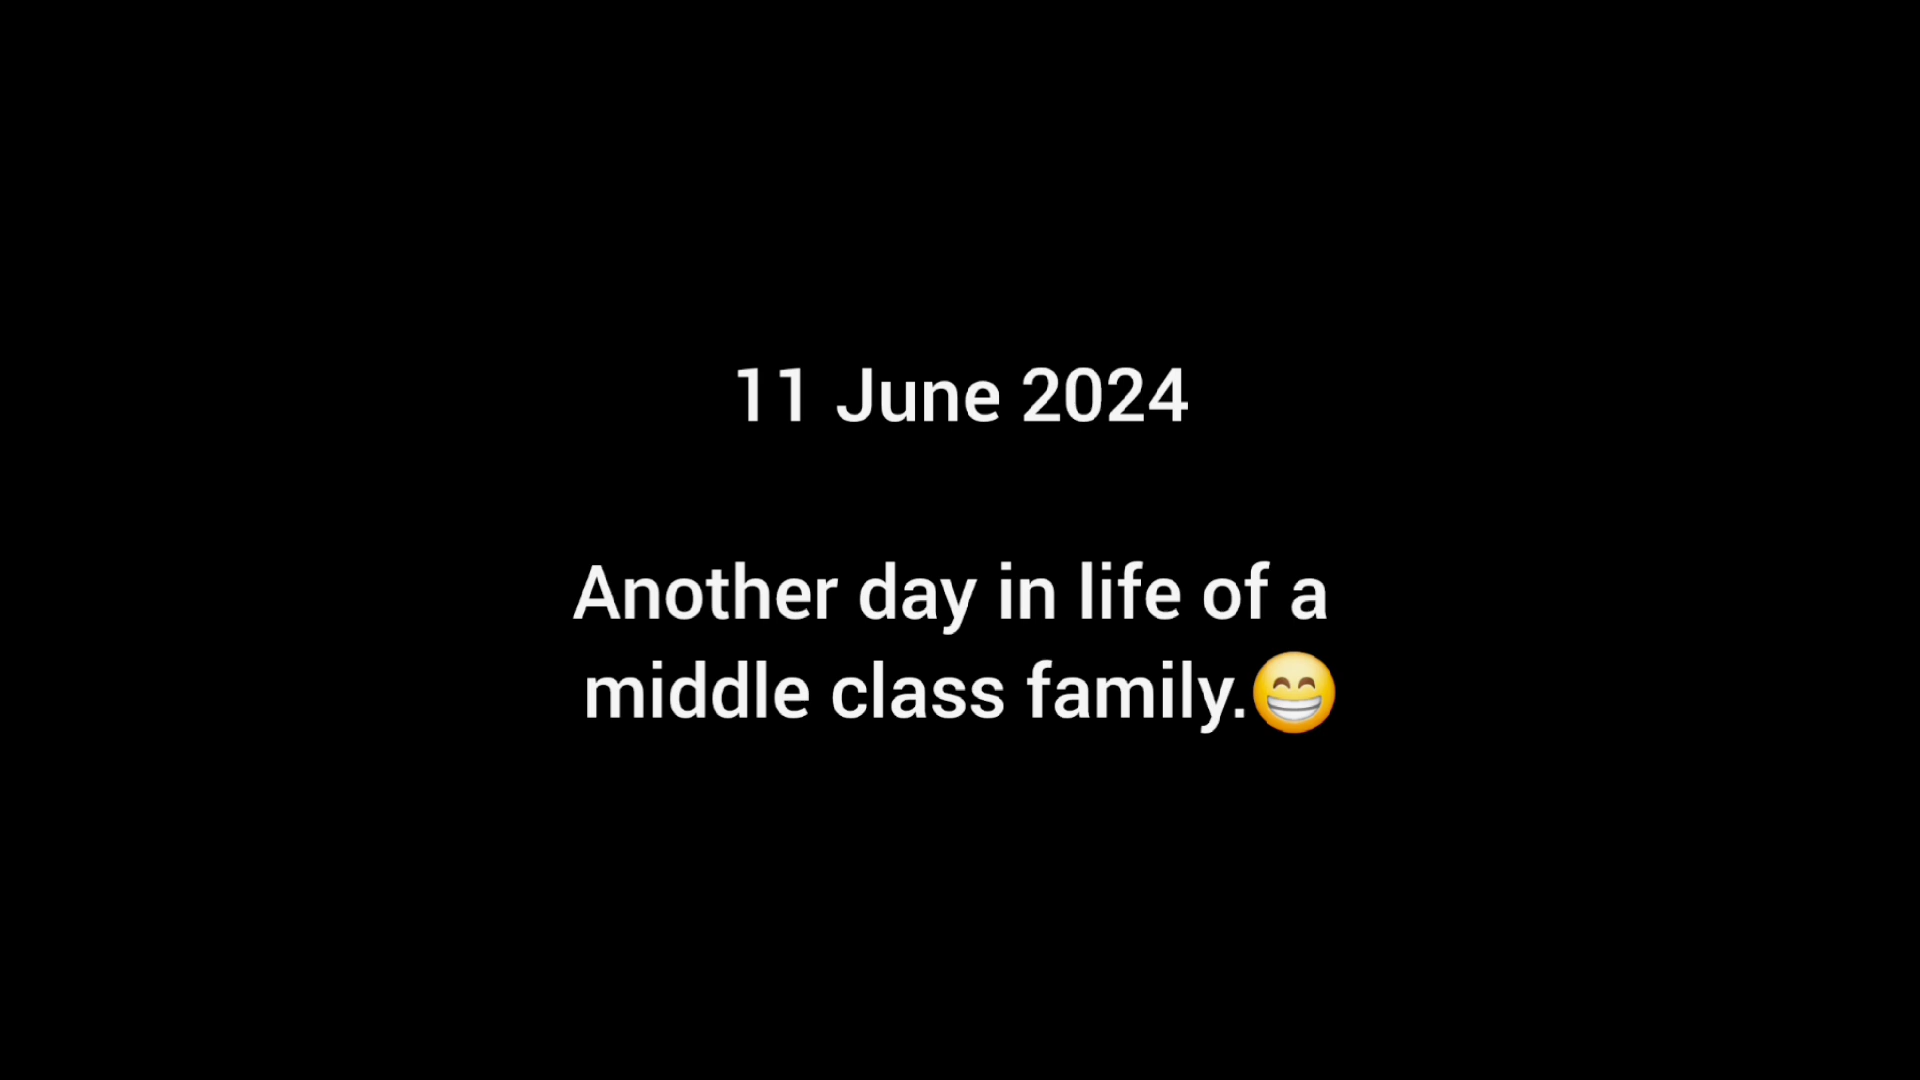 11 June 2024
Another day in life of a
middle class family.😁